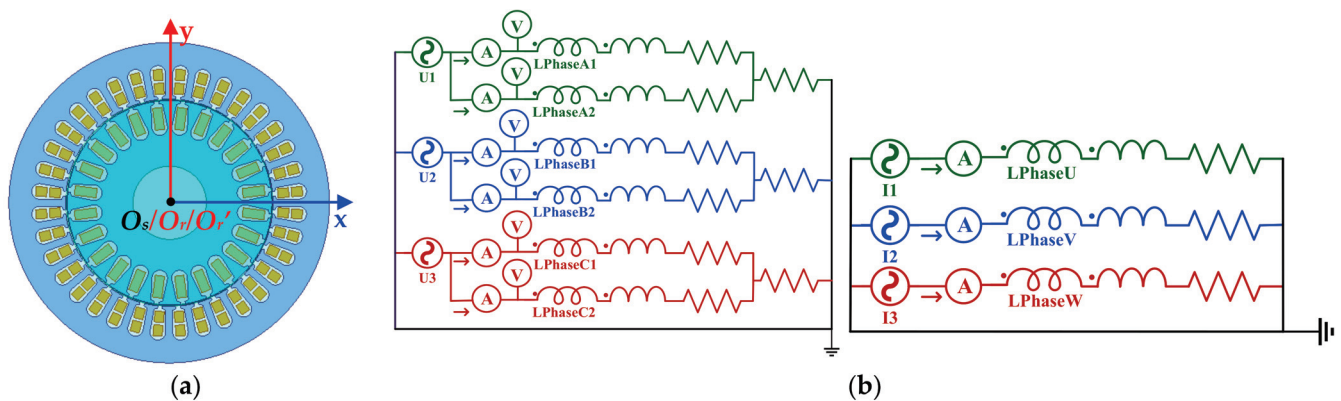 y
x
Os/Or/Or′
(a)
V
A
LPhaseA1
U1
V
A
LPhaseA2
V
A
LPhaseB1
U2
V
A
LPhaseB2
V
A
LPhaseC1
U3
V
A
LPhaseC2
A
LPhaseU
I1
A
LPhaseV
I2
A
LPhaseW
I3
(b)